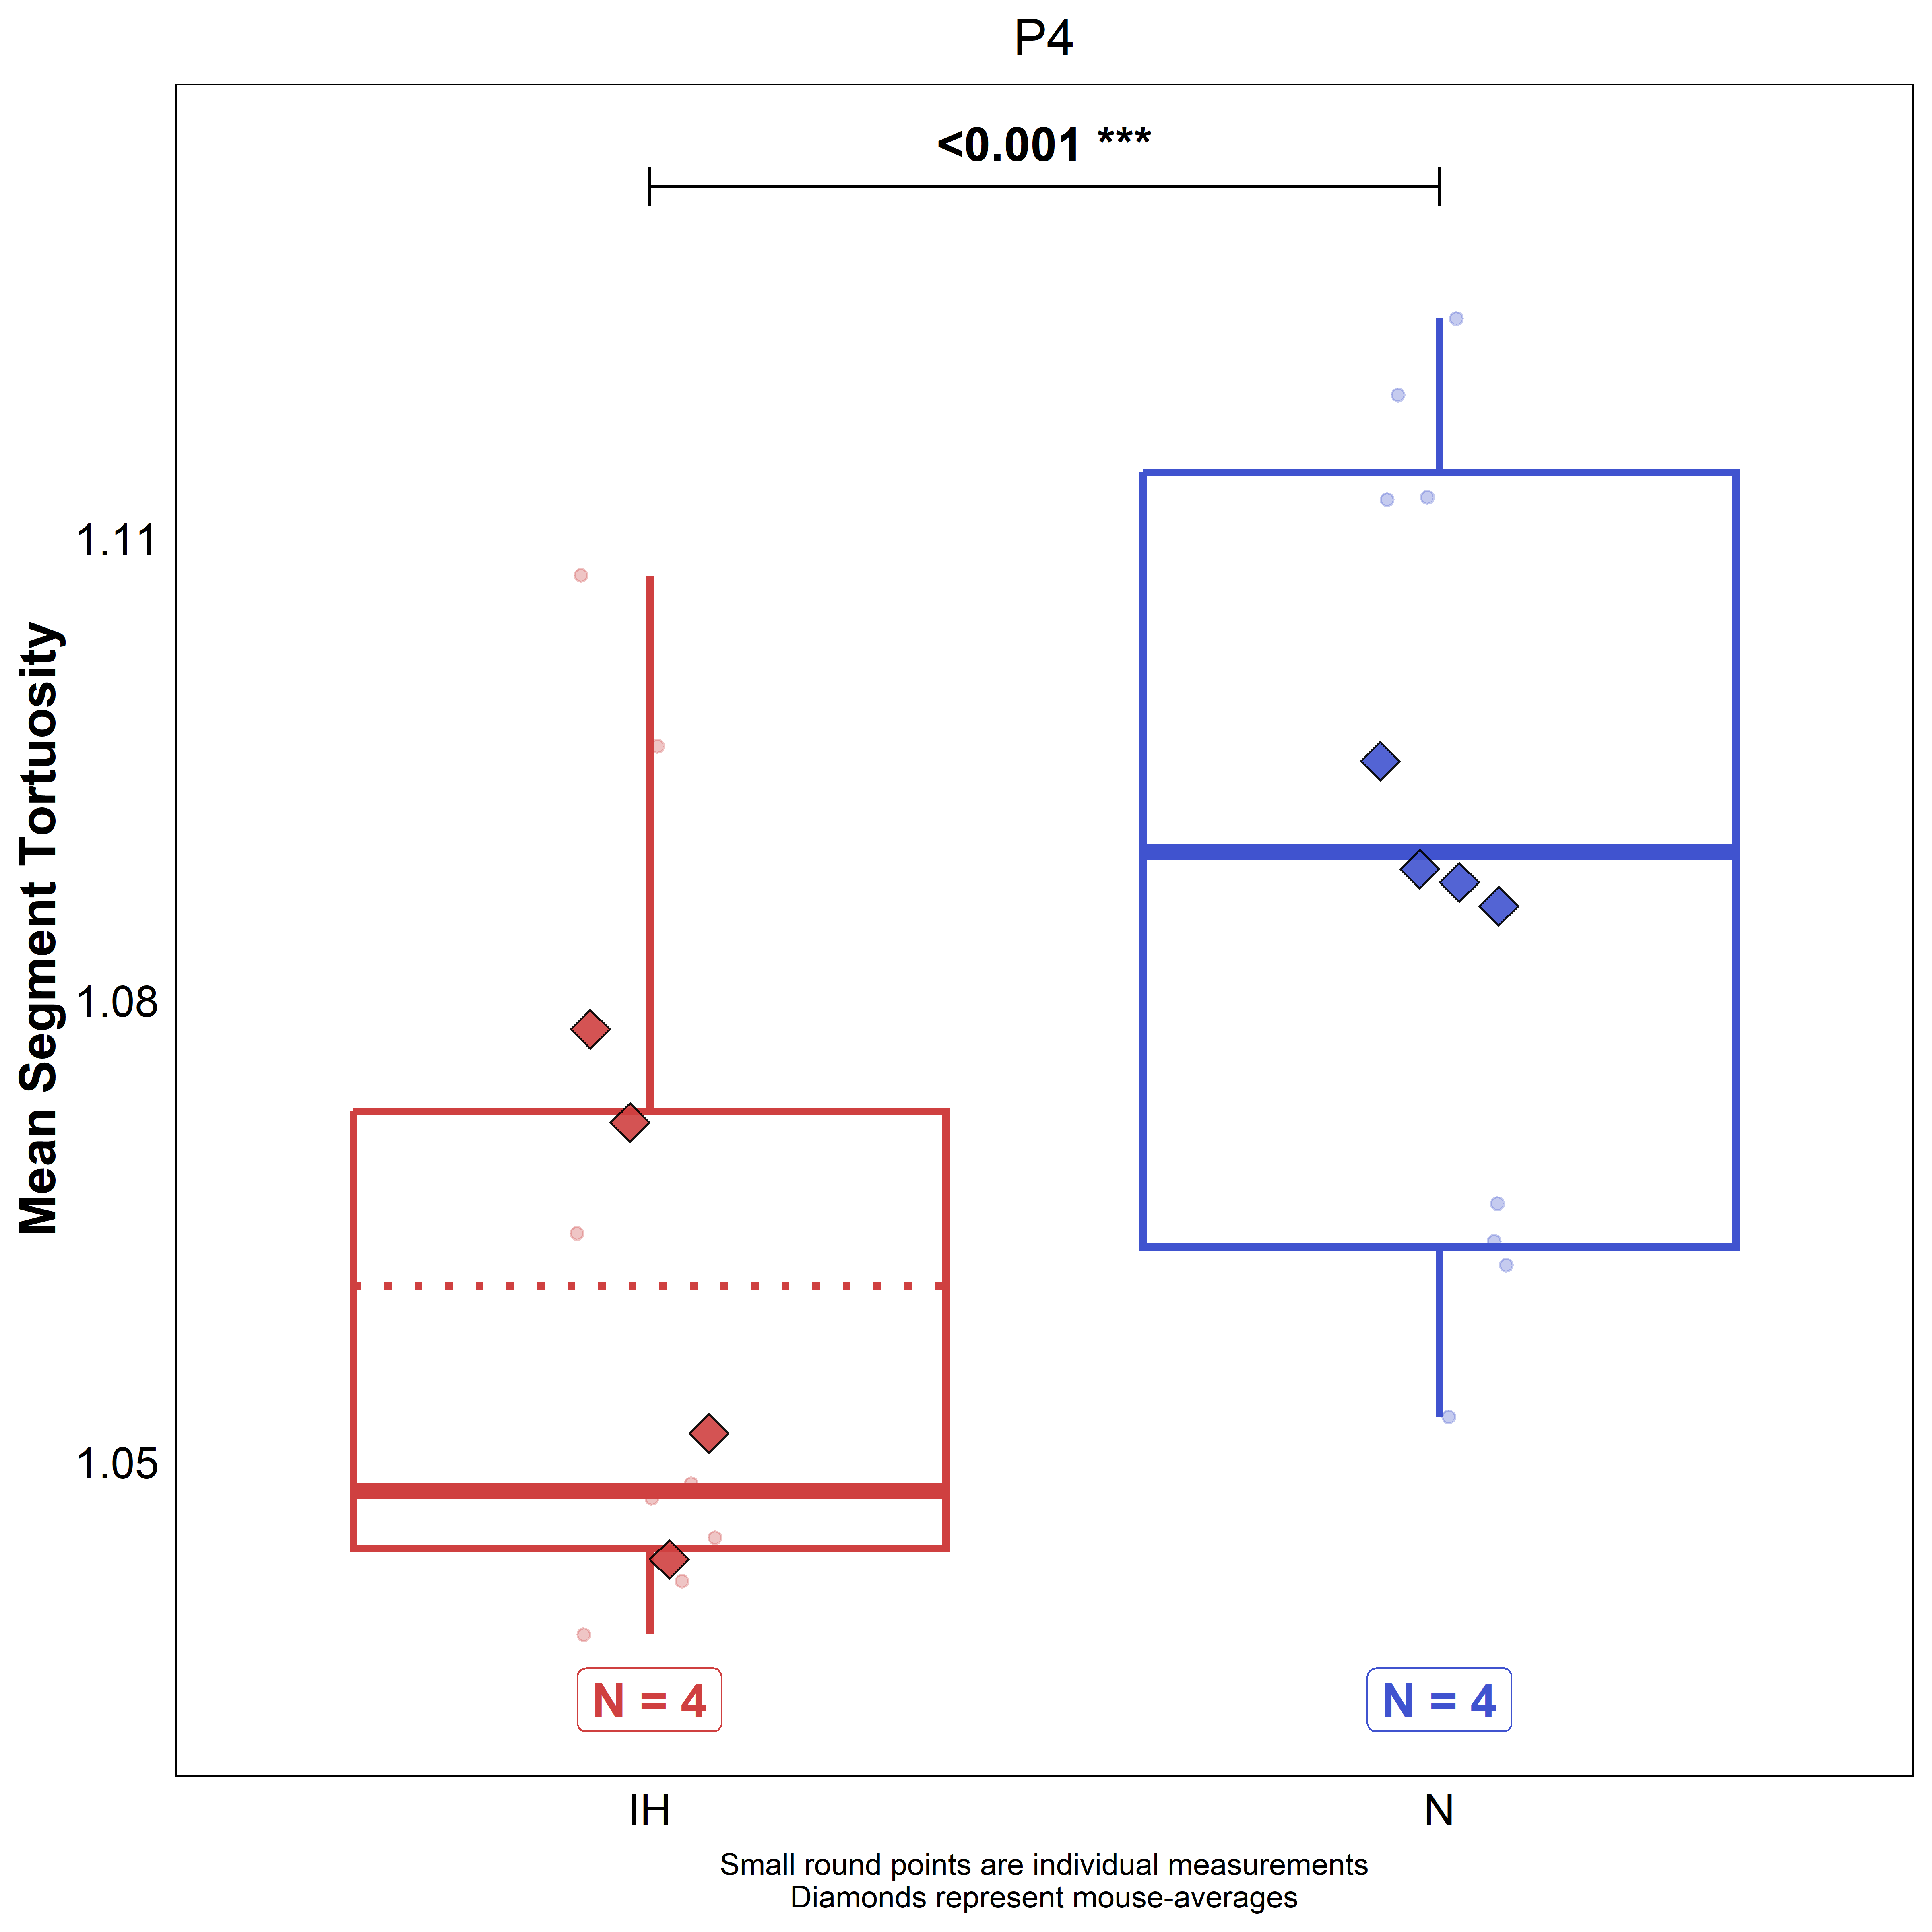 P4
<0.001 ***
Mean Segment Tortuosity
1.11
1.08
1.05
N = 4
N = 4
IH
N
Small round points are individual measurements
Diamonds represent mouse-averages